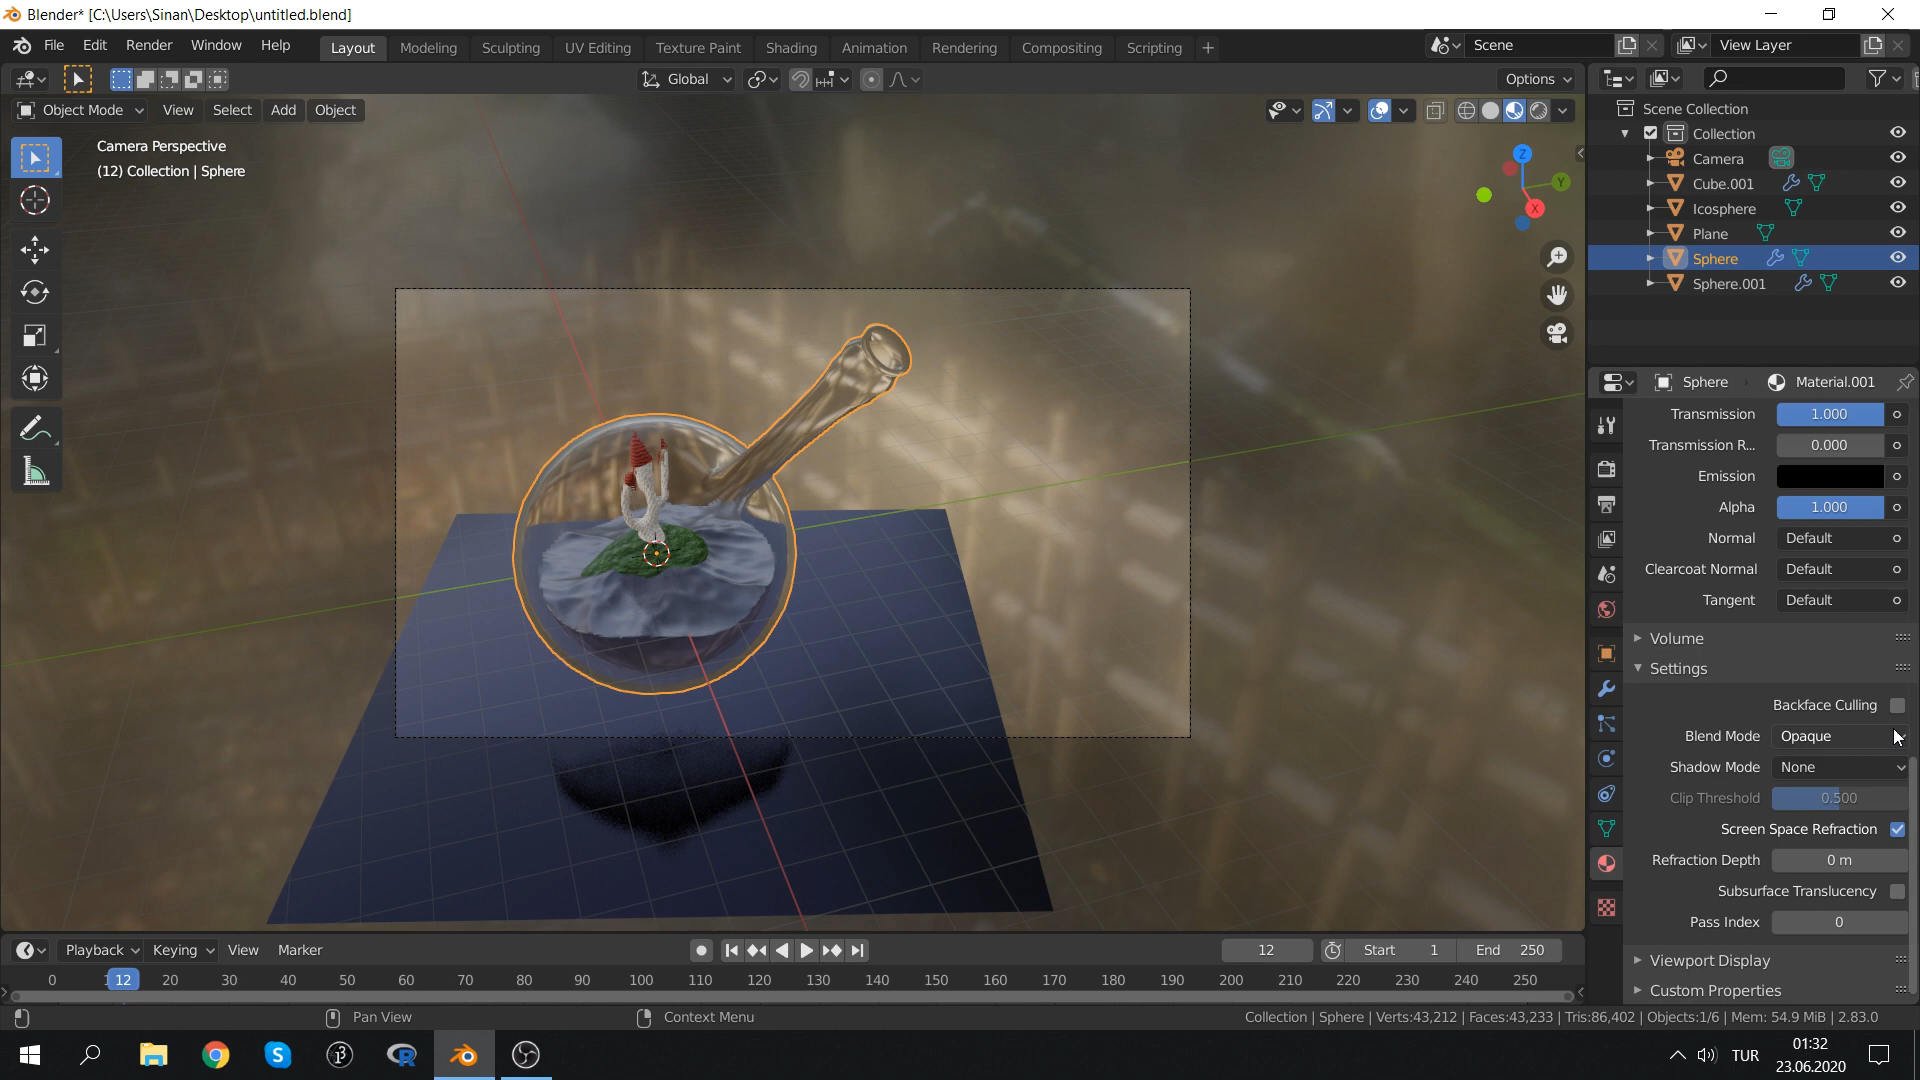 Blender* [C:\Users\Sinan\Desktop\untitled.blend]
File Edit Render Window Help Layout Modeling Sculpting UV Editing Texture Paint Shading Animation Rendering Compositing Scripting + Scene View Layer
Global Options
Object Mode View Select Add Object
Camera Perspective
(12) Collection | Sphere
Z
Y
X
Scene Collection
Collection
Camera
Cube.001
Icosphere
Plane
Sphere
Sphere.001
Sphere Material.001
Transmission 1.000
Transmission R... 0.000
Emission
Alpha 1.000
Normal Default
Clearcoat Normal Default
Tangent Default
Volume
Settings
Backface Culling
Blend Mode Opaque
Shadow Mode None
Clip Threshold 0.500
Screen Space Refraction
Refraction Depth 0 m
Subsurface Translucency
Pass Index 0
Viewport Display
Custom Properties
Playback Keying View Marker 12 Start 1 End 250
0 12 20 30 40 50 60 70 80 90 100 110 120 130 140 150 160 170 180 190 200 210 220 230 240 250
Pan View Context Menu Collection | Sphere | Verts:43,212 | Faces:43,233 | Tris:86,402 | Objects:1/6 | Mem: 54.9 MiB | 2.83.0
TUR
01:32
23.06.2020